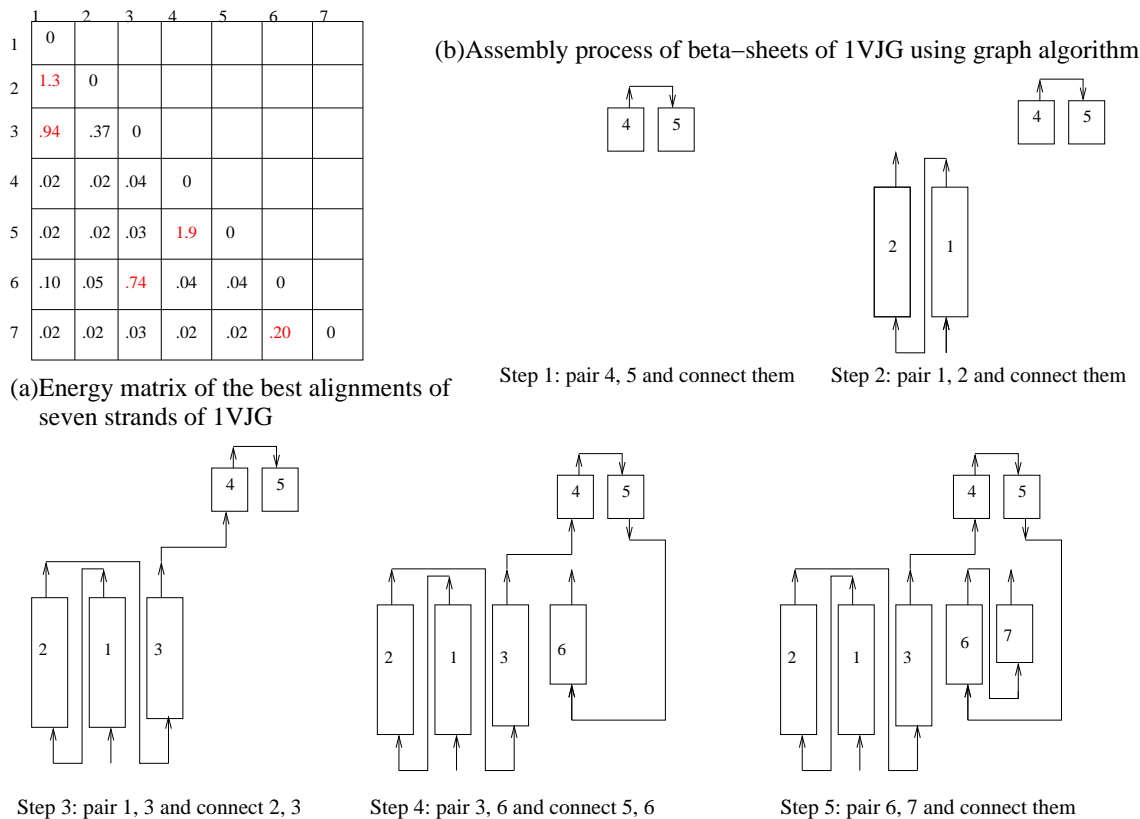 1 2 3 4 5 6 7
1 0
2 1.3 0
3 .94 .37 0
4 .02 .02 .04 0
5 .02 .02 .03 1.9 0
6 .10 .05 .74 .04 .04 0
7 .02 .02 .03 .02 .02 .20 0
(a)Energy matrix of the best alignments of
seven strands of 1VJG
(b)Assembly process of beta−sheets of 1VJG using graph algorithm
4 5
Step 1: pair 4, 5 and connect them
4 5
2 1
Step 2: pair 1, 2 and connect them
4 5
2 1 3
Step 3: pair 1, 3 and connect 2, 3
4 5
2 1 3 6
Step 4: pair 3, 6 and connect 5, 6
4 5
2 1 3 6 7
Step 5: pair 6, 7 and connect them